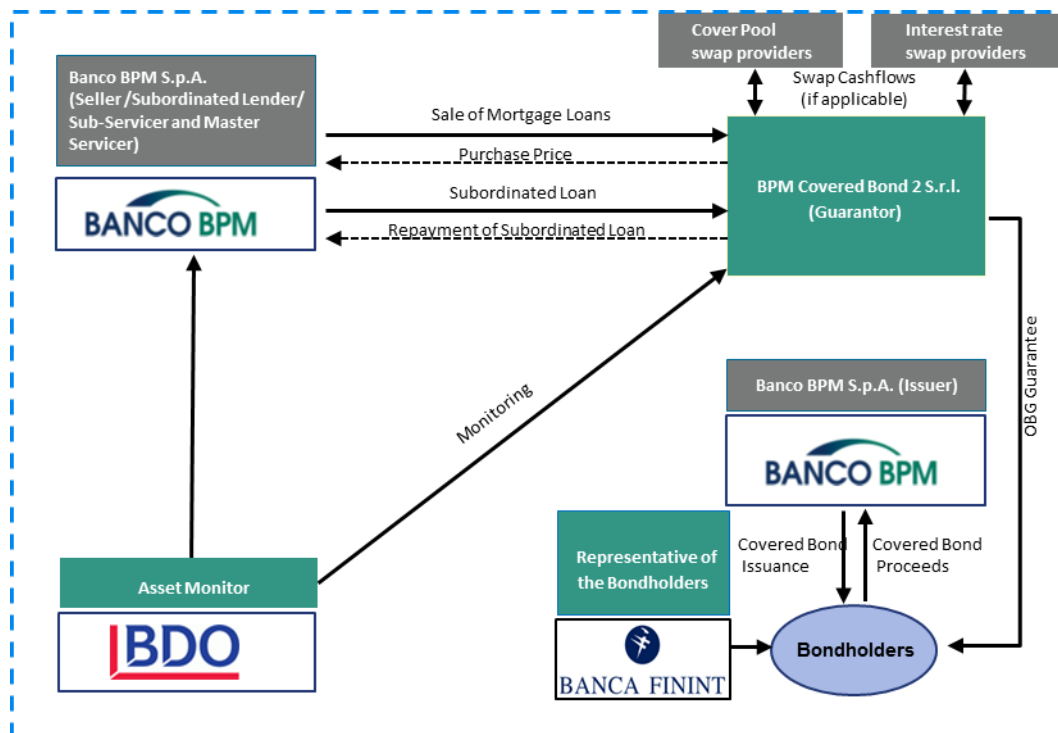 Cover Pool
swap providers
Interest rate
swap providers
Banco BPM S.p.A.
(Seller /Subordinated Lender/
Sub-Servicer and Master
Servicer)
Swap Cashflows
(if applicable)
Sale of Mortgage Loans
Purchase Price
Subordinated Loan
Repayment of Subordinated Loan
BANCO BPM
BPM Covered Bond 2 S.r.l.
(Guarantor)
OBG Guarantee
Monitoring
Banco BPM S.p.A. (Issuer)
BANCO BPM
Covered Bond
Issuance
Covered Bond
Proceeds
Representative of
the Bondholders
Asset Monitor
BDO
BANCA FININT
Bondholders